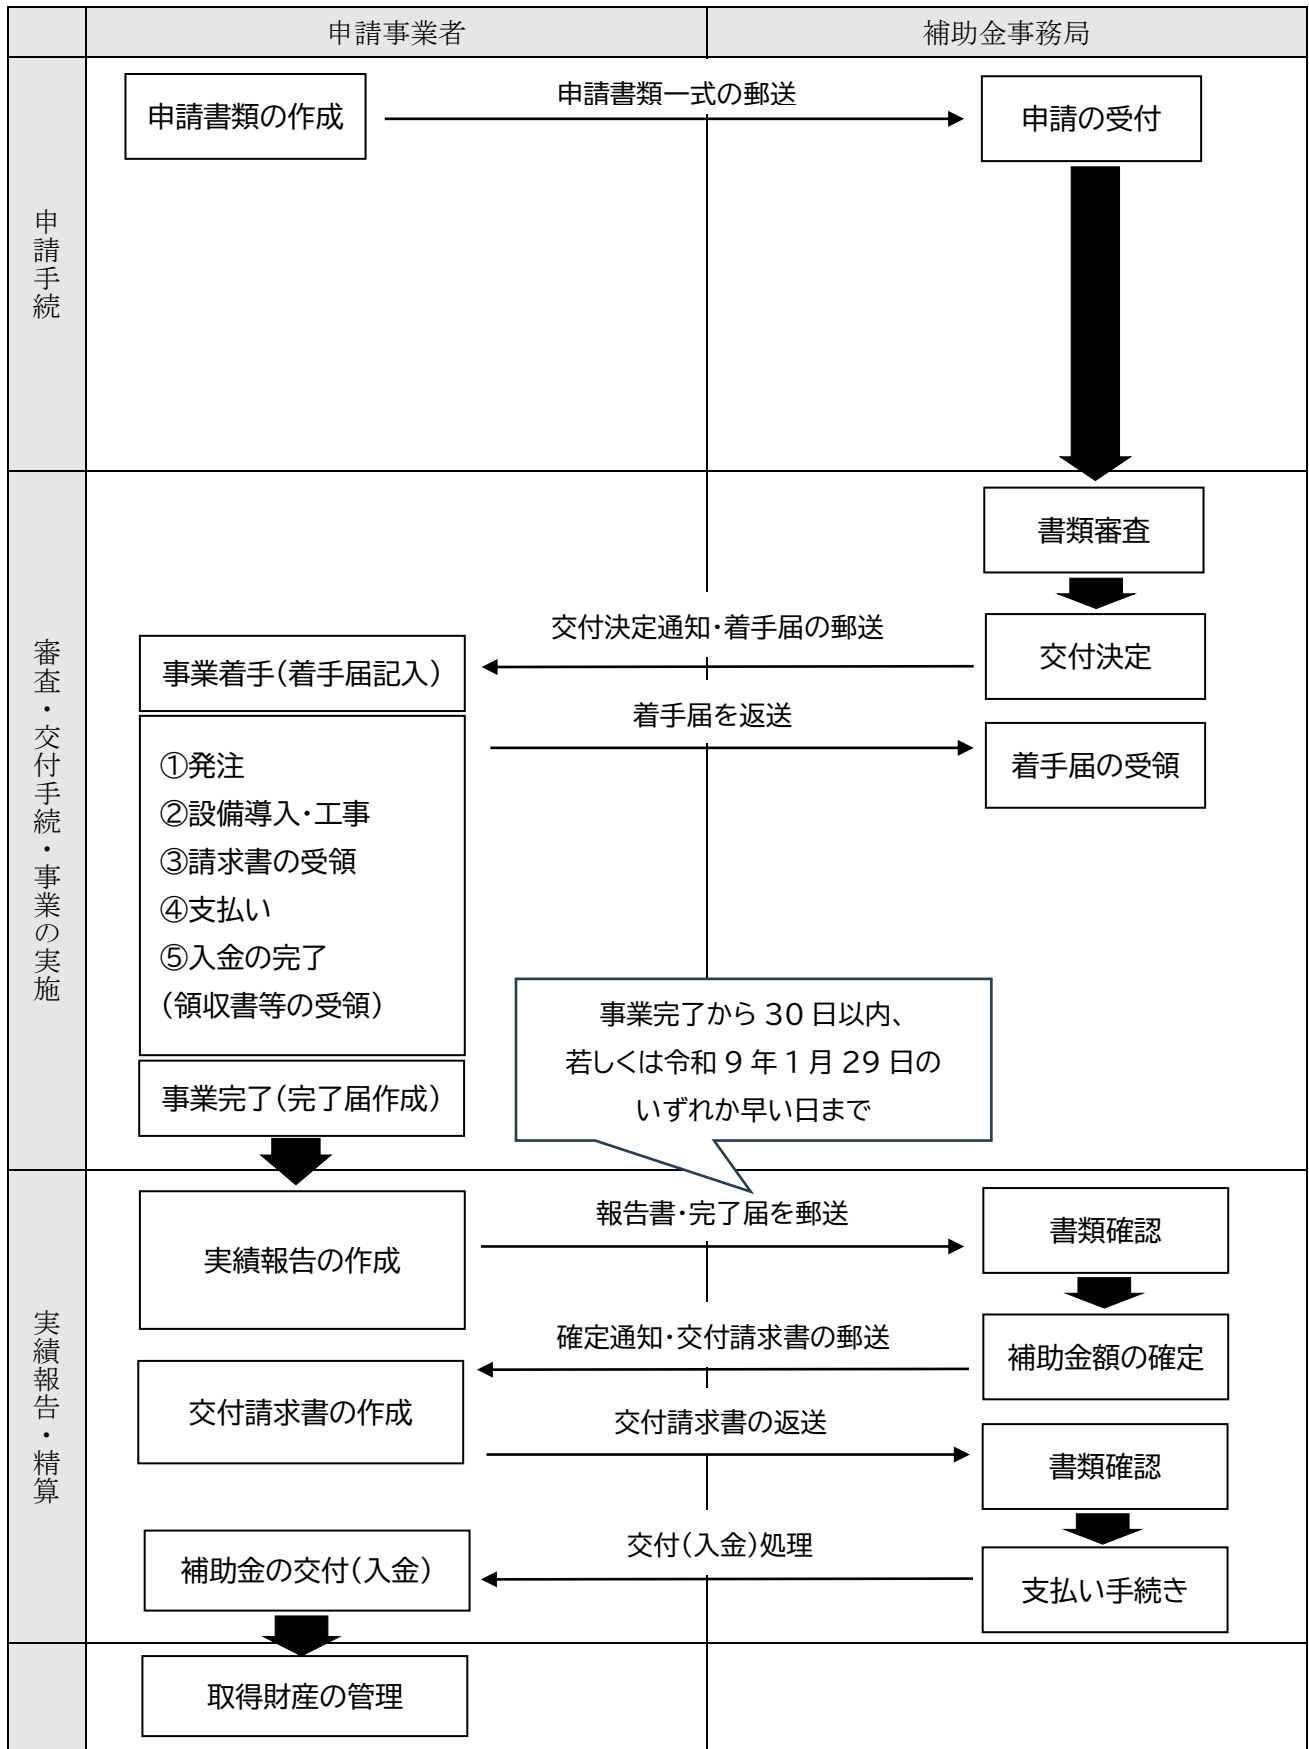 申請事業者
補助金事務局
申請手続
申請書類の作成
申請書類一式の郵送
申請の受付
審査・交付手続・事業の実施
書類審査
交付決定通知・着手届の郵送
交付決定
事業着手(着手届記入)
着手届を返送
着手届の受領
①発注
②設備導入・工事
③請求書の受領
④支払い
⑤入金の完了
(領収書等の受領)
事業完了から 30 日以内、
若しくは令和 9 年 1 月 29 日の
いずれか早い日まで
事業完了(完了届作成)
実績報告・精算
実績報告の作成
報告書・完了届を郵送
書類確認
確定通知・交付請求書の郵送
補助金額の確定
交付請求書の作成
交付請求書の返送
書類確認
補助金の交付(入金)
交付(入金)処理
支払い手続き
取得財産の管理